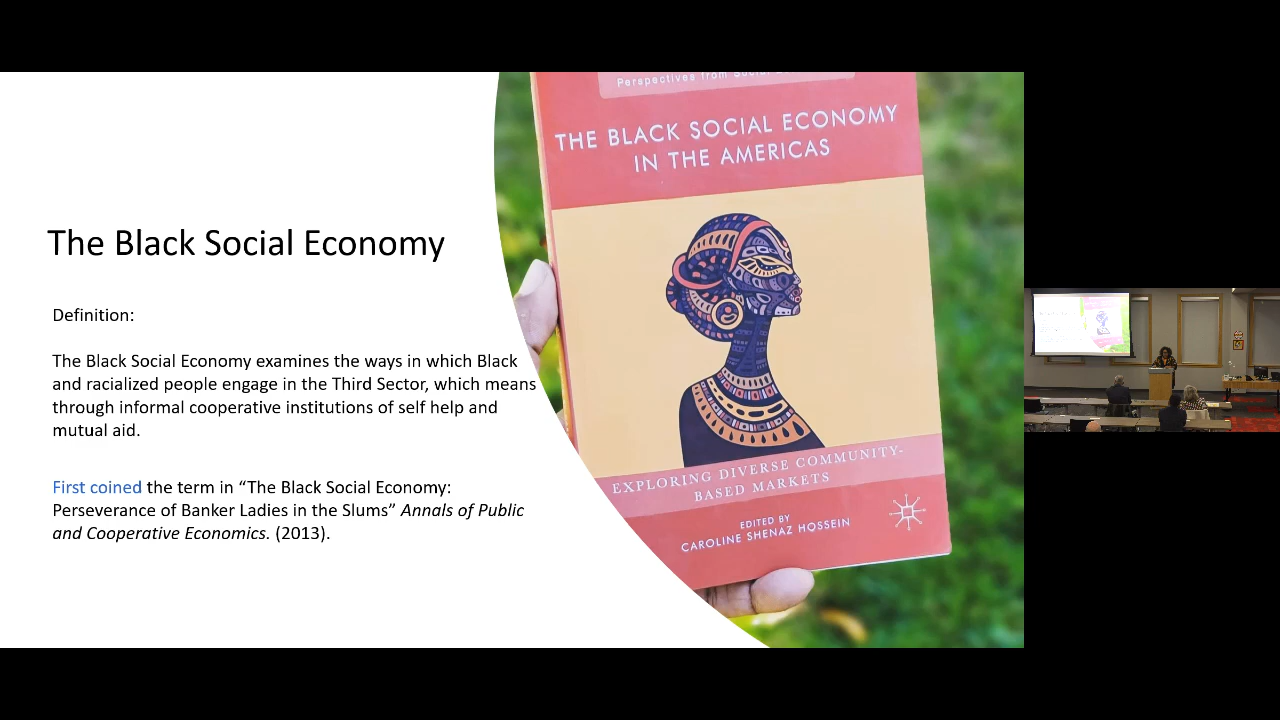 The Black Social Economy
Definition:
The Black Social Economy examines the ways in which Black
and racialized people engage in the Third Sector, which means
through informal cooperative institutions of self help and
mutual aid.
First coined the term in “The Black Social Economy:
Perseverance of Banker Ladies in the Slums” Annals of Public
and Cooperative Economics. (2013).
Perspectives from Social
THE BLACK SOCIAL ECONOMY
IN THE AMERICAS
EXPLORING DIVERSE COMMUNITY-
BASED MARKETS
EDITED BY
CAROLINE SHENAZ HOSSEIN